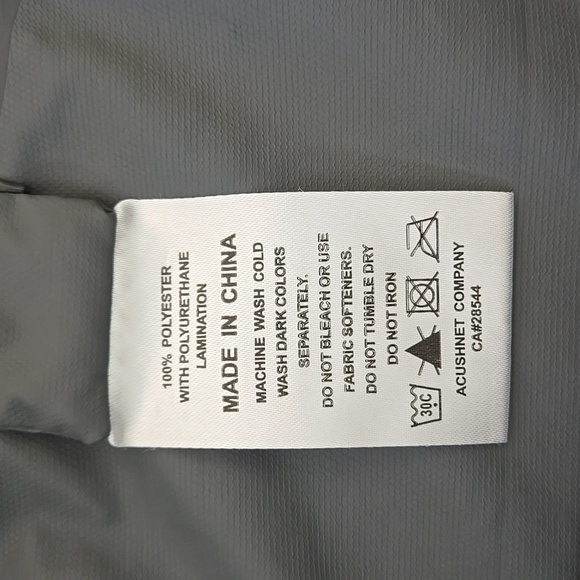 100% POLYESTER
WITH POLYURETHANE
LAMINATION
MADE IN CHINA
MACHINE WASH COLD
WASH DARK COLORS
SEPARATELY.
DO NOT BLEACH OR USE
FABRIC SOFTENERS.
DO NOT TUMBLE DRY
DO NOT IRON
30C
ACUSHNET COMPANY
CA#28544